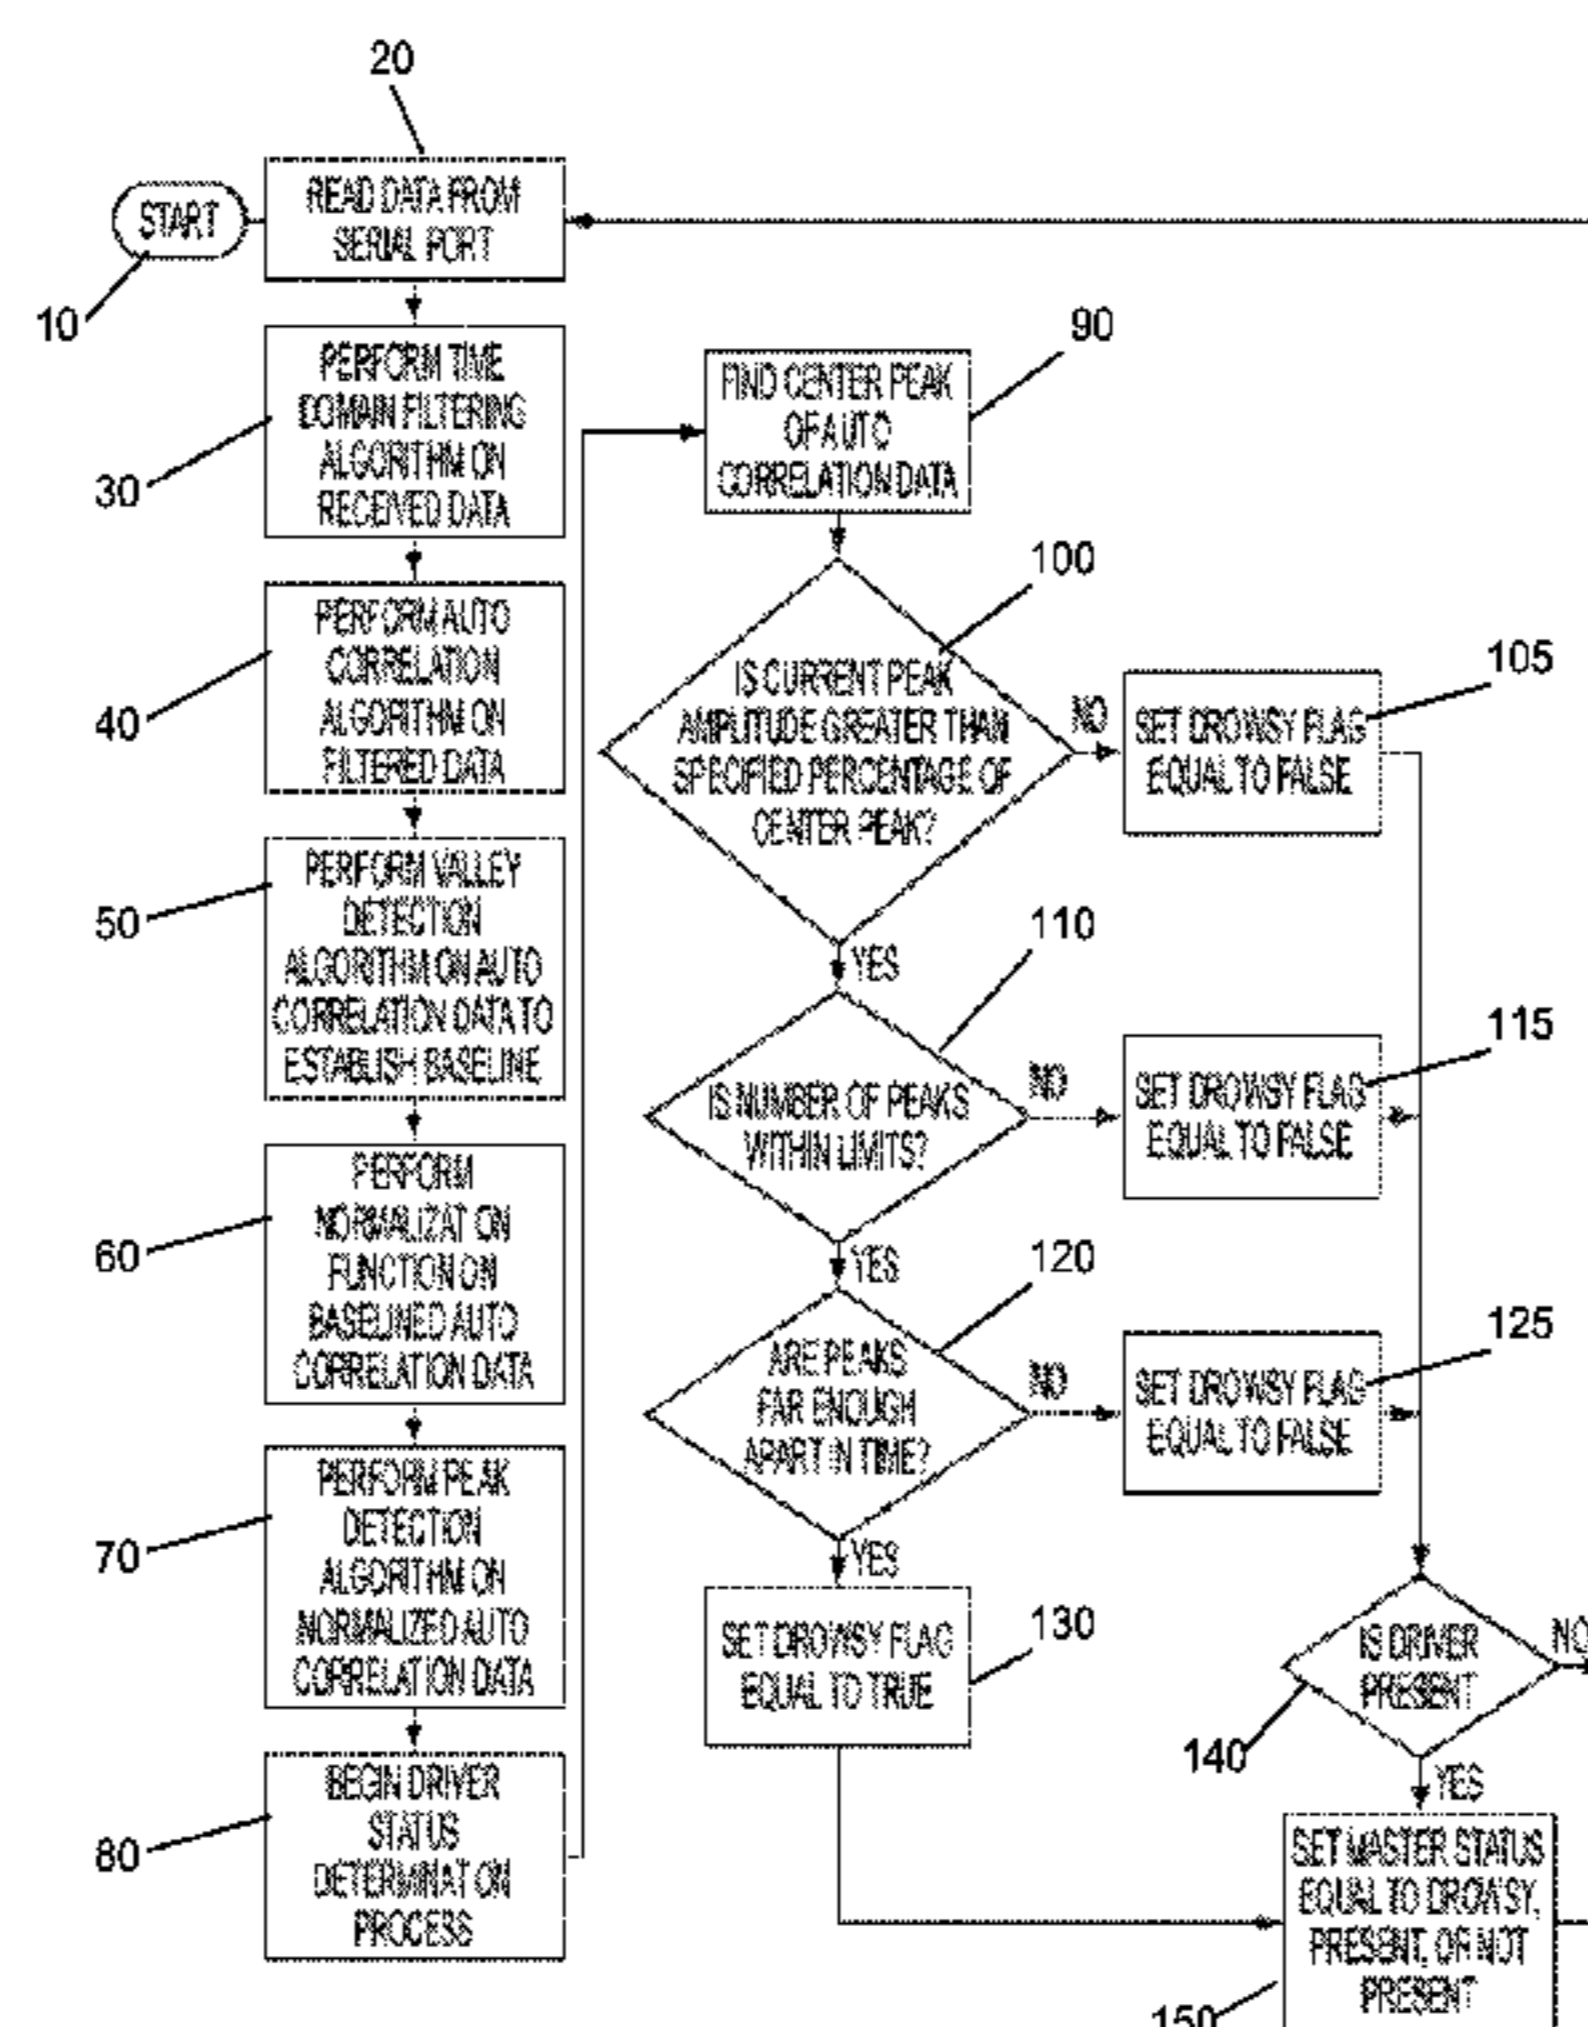 20
START
READ DATA FROM
SERIAL PORT
10
PERFORM TIME
DOMAIN FILTERING
ALGORITHM ON
RECEIVED DATA
30
PERFORM AUTO
CORRELATION
ALGORITHM ON
FILTERED DATA
40
PERFORM VALLEY
DETECTION
ALGORITHM ON AUTO
CORRELATION DATA TO
ESTABLISH BASELINE
50
PERFORM
NORMALIZATION
FUNCTION ON
BASELINED AUTO
CORRELATION DATA
60
PERFORM PEAK
DETECTION
ALGORITHM ON
NORMALIZED AUTO
CORRELATION DATA
70
BEGIN DRIVER
STATUS
DETERMINATION
PROCESS
80
90
FIND CENTER PEAK
OF AUTO
CORRELATION DATA
100
IS CURRENT PEAK
AMPLITUDE GREATER THAN
SPECIFIED PERCENTAGE OF
CENTER PEAK?
NO
105
SET DROWSY FLAG
EQUAL TO FALSE
YES
110
IS NUMBER OF PEAKS
WITHIN LIMITS?
NO
115
SET DROWSY FLAG
EQUAL TO FALSE
YES
120
ARE PEAKS
FAR ENOUGH
APART IN TIME?
NO
125
SET DROWSY FLAG
EQUAL TO FALSE
YES
130
SET DROWSY FLAG
EQUAL TO TRUE
IS DRIVER
PRESENT
NO
140
YES
SET MASTER STATUS
EQUAL TO DROWSY,
PRESENT, OR NOT
PRESENT
150